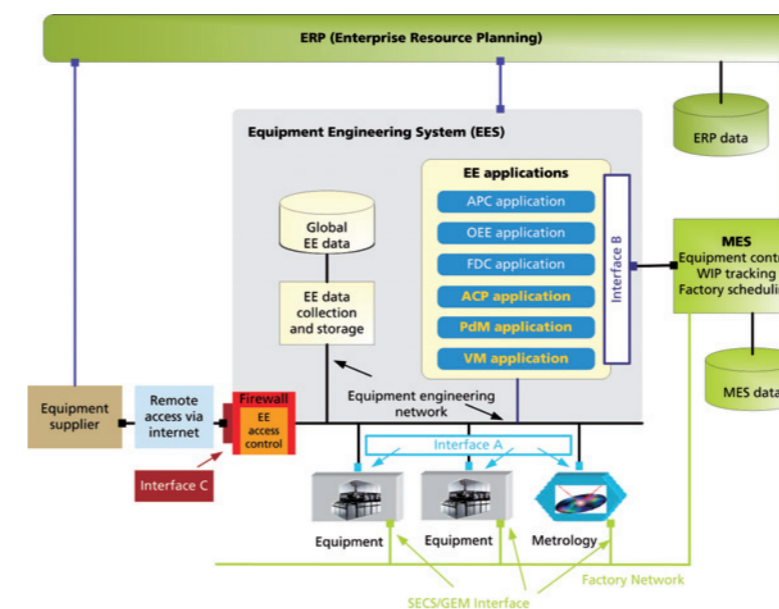 ERP (Enterprise Resource Planning)
ERP data
Equipment Engineering System (EES)
EE applications
APC application
OEE application
FDC application
ACP application
PdM application
VM application
Interface B
Global
EE data
EE data
collection
and storage
MES
Equipment contr
WIP tracking
Factory schedulin
MES data
Equipment engineering
network
Equipment
supplier
Remote
access via
internet
Firewall
EE
access
control
Interface C
Interface A
Equipment
Equipment
Metrology
Factory Network
SECS/GEM Interface